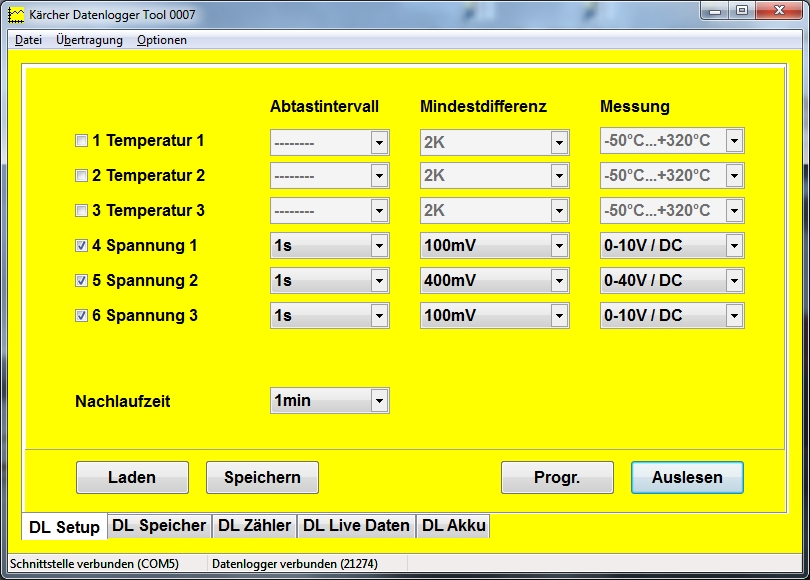 Kärcher Datenlogger Tool 0007
Datei Übertragung Optionen
Abtastintervall Mindestdifferenz Messung
1 Temperatur 1 -------- 2K -50°C...+320°C
2 Temperatur 2 -------- 2K -50°C...+320°C
3 Temperatur 3 -------- 2K -50°C...+320°C
4 Spannung 1 1s 100mV 0-10V / DC
5 Spannung 2 1s 400mV 0-40V / DC
6 Spannung 3 1s 100mV 0-10V / DC
Nachlaufzeit 1min
Laden Speichern Progr. Auslesen
DL Setup DL Speicher DL Zähler DL Live Daten DL Akku
Schnittstelle verbunden (COM5) Datenlogger verbunden (21274)